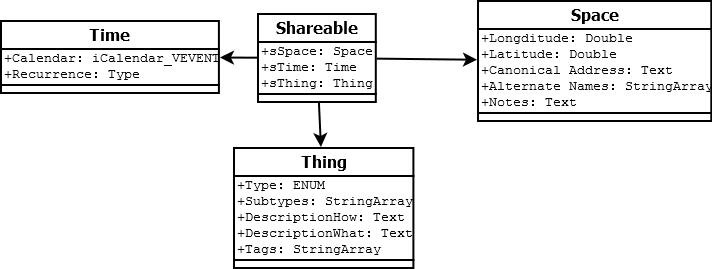 Time
+Calendar: iCalendar_VEVENT
+Recurrence: Type
Shareable
+sSpace: Space
+sTime: Time
+sThing: Thing
Space
+Longditude: Double
+Latitude: Double
+Canonical Address: Text
+Alternate Names: StringArray
+Notes: Text
Thing
+Type: ENUM
+Subtypes: StringArray
+DescriptionHow: Text
+DescriptionWhat: Text
+Tags: StringArray